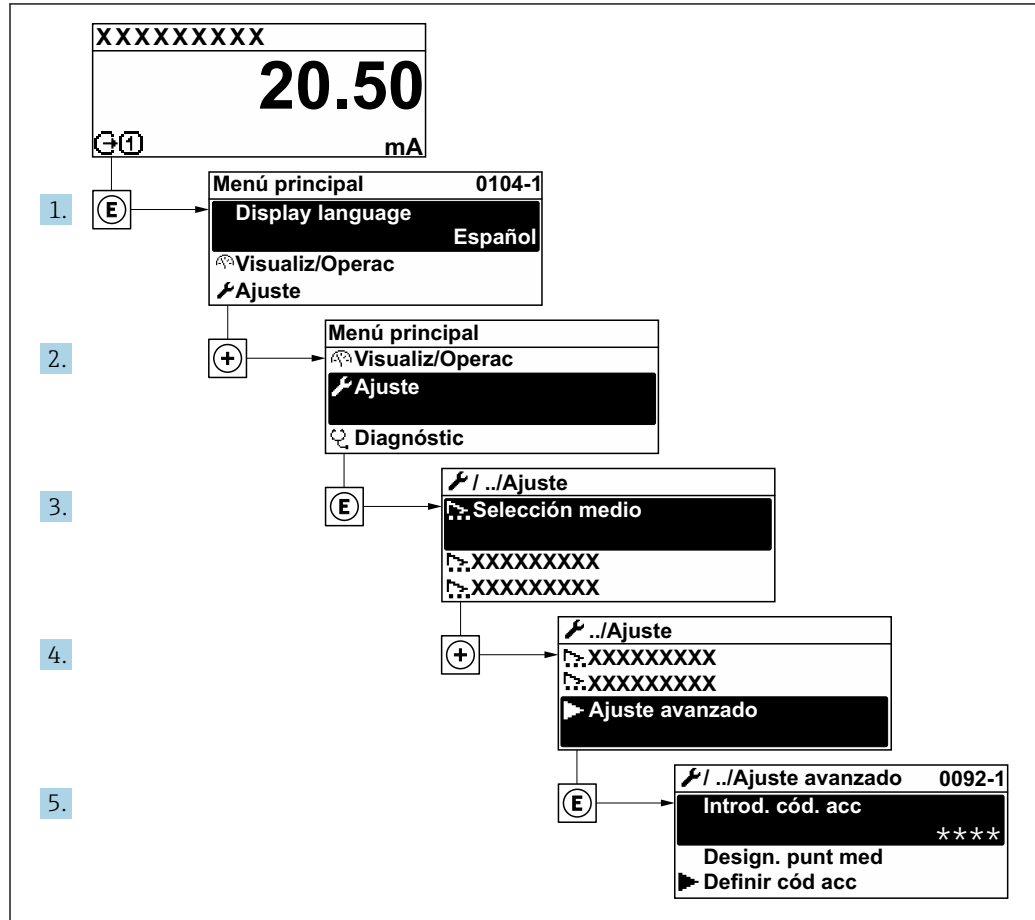 XXXXXXXXX
20.50
mA
1.
E
Menú principal 0104-1
Display language
Español
Visualiz/Operac
Ajuste
2.
+
Menú principal
Visualiz/Operac
Ajuste
Diagnóstic
3.
E
/ ../Ajuste
Selección medio
XXXXXXXXX
XXXXXXXXX
4.
+
../Ajuste
XXXXXXXXX
XXXXXXXXX
Ajuste avanzado
5.
E
/ ../Ajuste avanzado 0092-1
Introd. cód. acc
****
Design. punt med
Definir cód acc